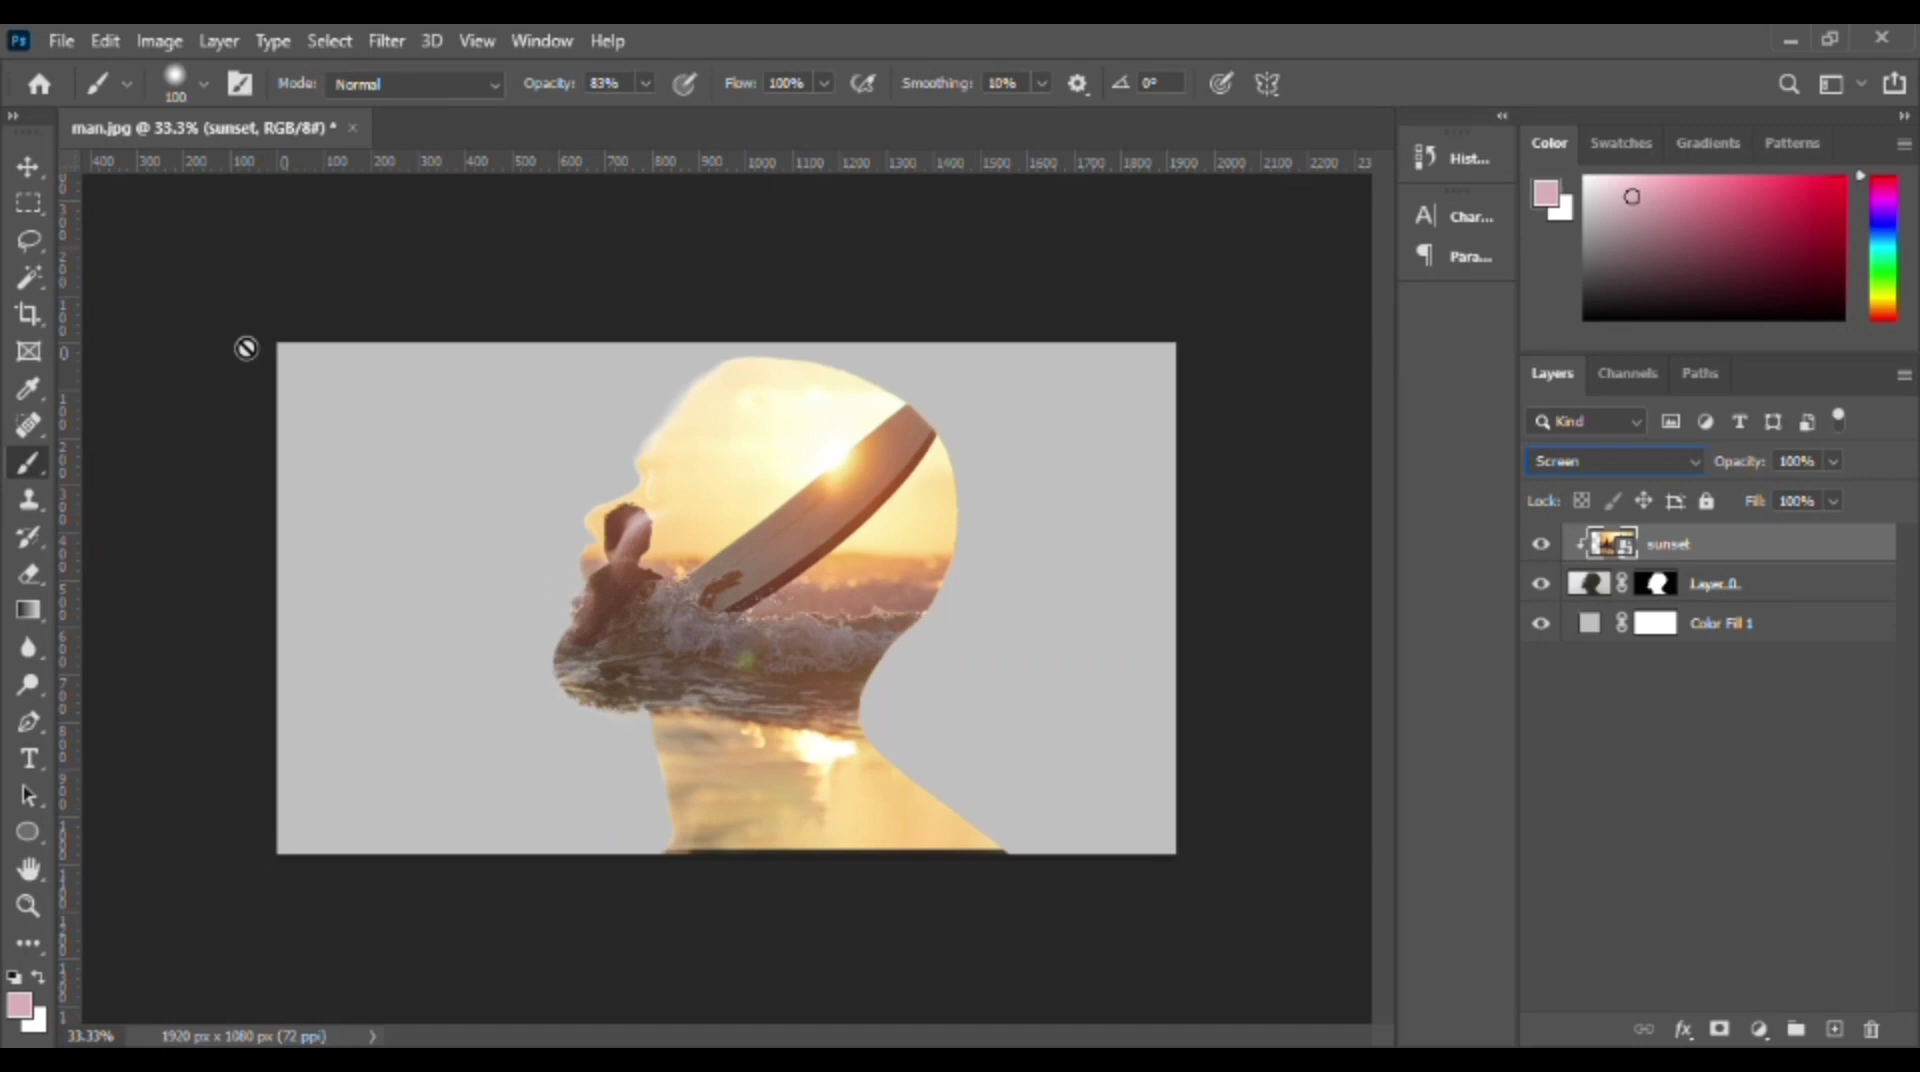 Ps File Edit Image Layer Type Select Filter 3D View Window Help
100 Mode: Normal Opacity: 83% Flow: 100% Smoothing: 10% 0°
man.jpg @ 33.3% (sunset, RGB/8#) * ×
400 300 200 100 0 100 200 300 400 500 600 700 800 900 1000 1100 1200 1300 1400 1500 1600 1700 1800 1900 2000 2100 2200 23
Hist...
Char...
Para...
Color Swatches Gradients Patterns
Layers Channels Paths
Kind
Screen Opacity: 100%
Lock: Fill: 100%
sunset
Layer 0
Color Fill 1
fx
33.33% 1920 px x 1080 px (72 ppi)